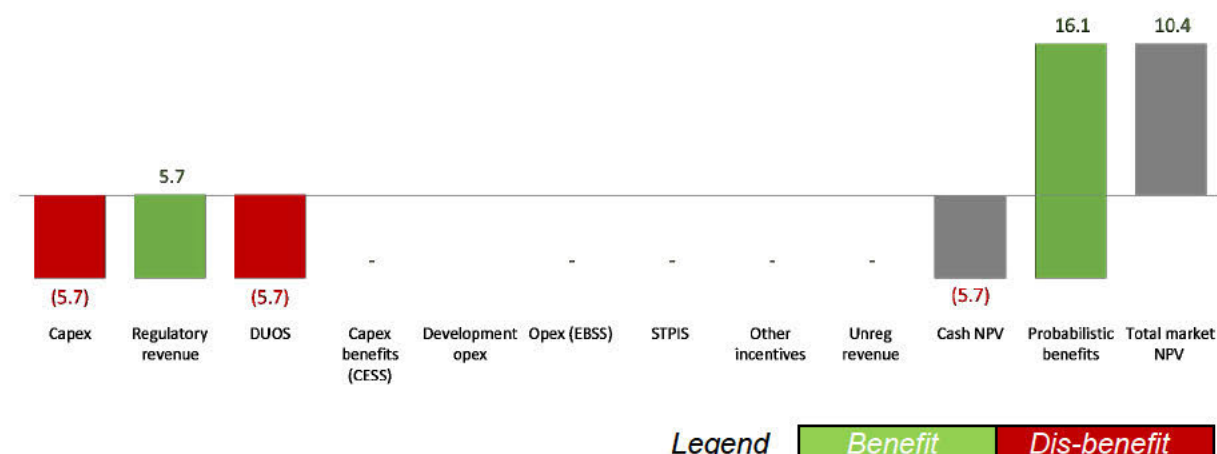 16.1
10.4
5.7
- - - - -
(5.7)
(5.7)
(5.7)
Capex
Regulatory
revenue
DUOS
Capex
benefits
(CESS)
Development
opex
Opex (EBSS)
STPIS
Other
incentives
Unreg
revenue
Cash NPV
Probabilistic
benefits
Total market
NPV
Legend
Benefit
Dis-benefit